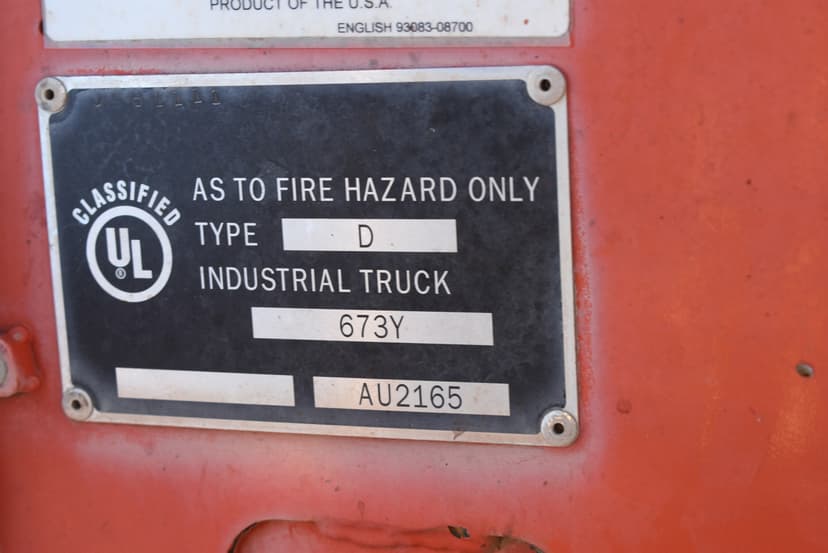 PRODUCT OF THE U.S.A.
ENGLISH 93083-08700
CLASSIFIED
UL
®
AS TO FIRE HAZARD ONLY
TYPE D
INDUSTRIAL TRUCK
673Y
AU2165